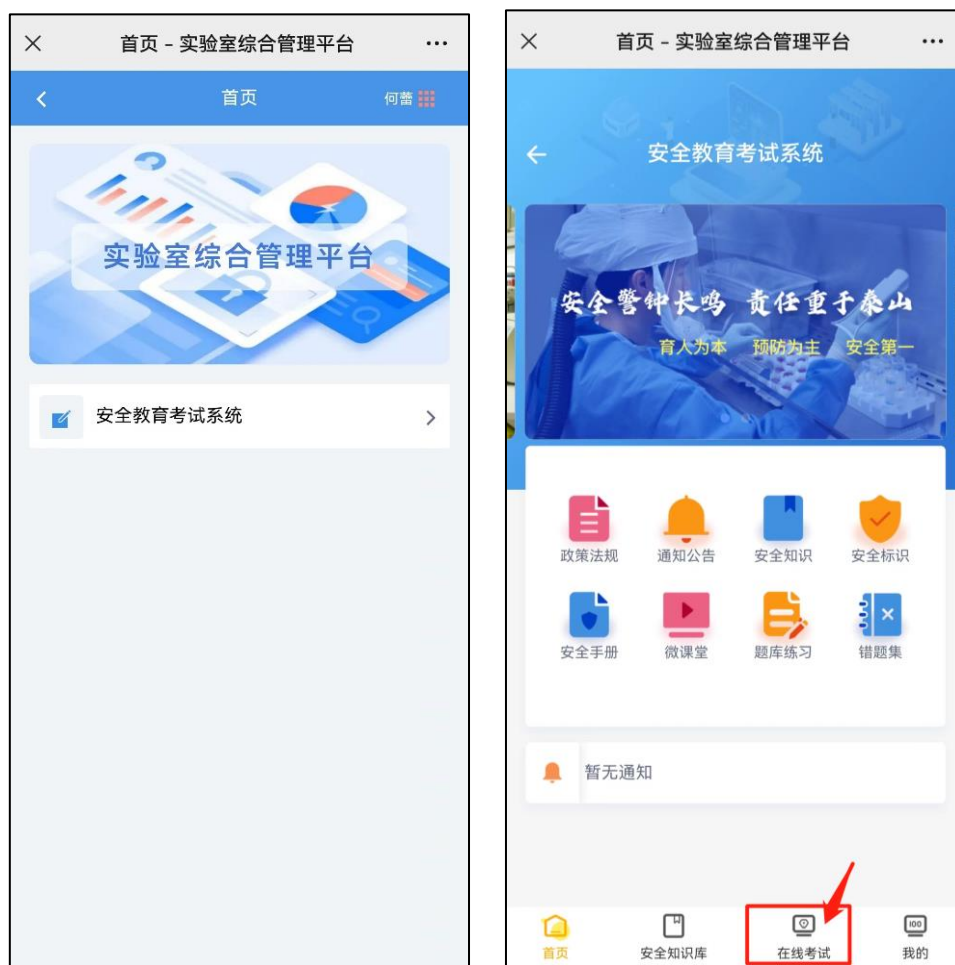 首页 - 实验室综合管理平台
首页
何蕾
实验室综合管理平台
安全教育考试系统
首页 - 实验室综合管理平台
安全教育考试系统
安全警钟长鸣 责任重于泰山
育人为本 预防为主 安全第一
政策法规 通知公告 安全知识 安全标识
安全手册 微课堂 题库练习 错题集
暂无通知
100
首页 安全知识库 在线考试 我的